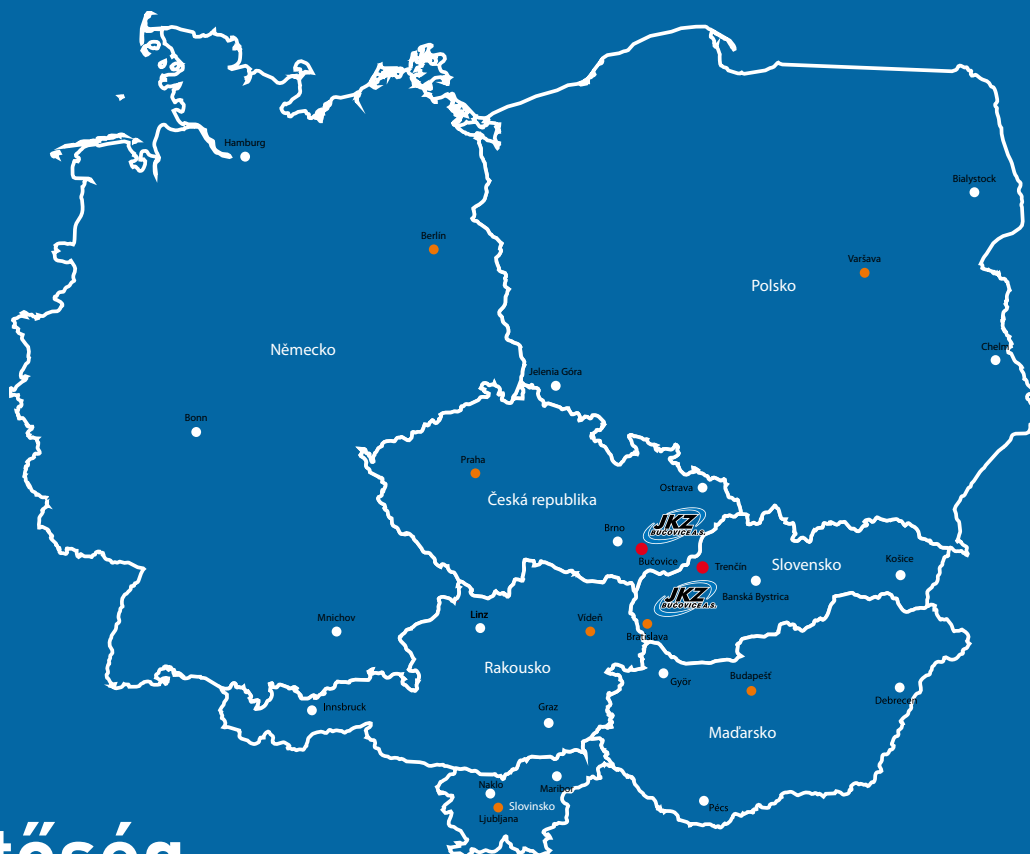 Hamburg
Bialystock
Berlín
Varšava
Polsko
Německo
Chelm
Jelenia Góra
Bonn
Praha
Česká republika
Ostrava
Brno
JKZ
BUČOVICE A.S.
Bučovice
Trenčín
Slovensko
Košice
JKZ
BUČOVICE A.S.
Banská Bystrica
Mnichov
Linz
Vídeň
Bratislava
Rakousko
Györ
Budapešť
Debrecen
Innsbruck
Graz
Maďarsko
Naklo
Maribor
Slovinsko
Ljubljana
Pécs